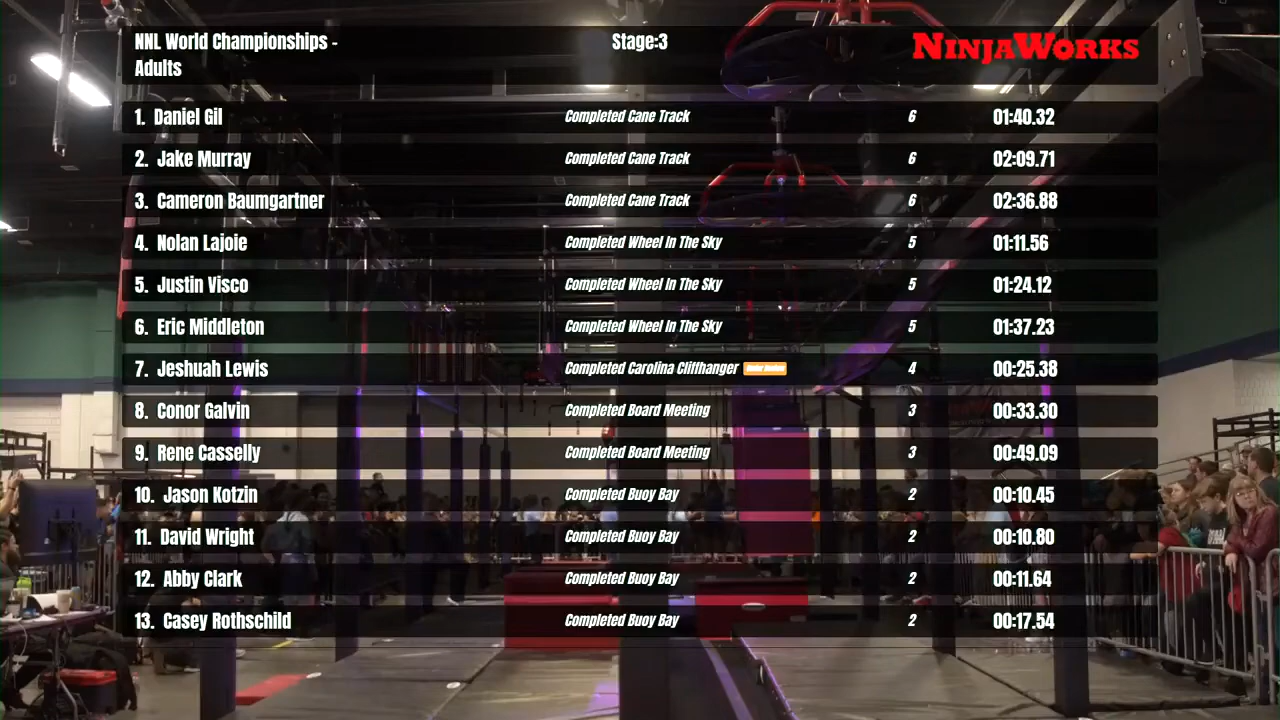 NNL World Championships -
Adults
Stage:3
NINJAWORKS
1. Daniel Gil Completed Cane Track 6 01:40.32
2. Jake Murray Completed Cane Track 6 02:09.71
3. Cameron Baumgartner Completed Cane Track 6 02:36.88
4. Nolan Lajoie Completed Wheel In The Sky 5 01:11.56
5. Justin Visco Completed Wheel In The Sky 5 01:24.12
6. Eric Middleton Completed Wheel In The Sky 5 01:37.23
7. Jeshuah Lewis Completed Carolina Cliffhanger 4 00:25.38
8. Conor Galvin Completed Board Meeting 3 00:33.30
9. Rene Casselly Completed Board Meeting 3 00:49.09
10. Jason Kotzin Completed Buoy Bay 2 00:10.45
11. David Wright Completed Buoy Bay 2 00:10.80
12. Abby Clark Completed Buoy Bay 2 00:11.64
13. Casey Rothschild Completed Buoy Bay 2 00:17.54